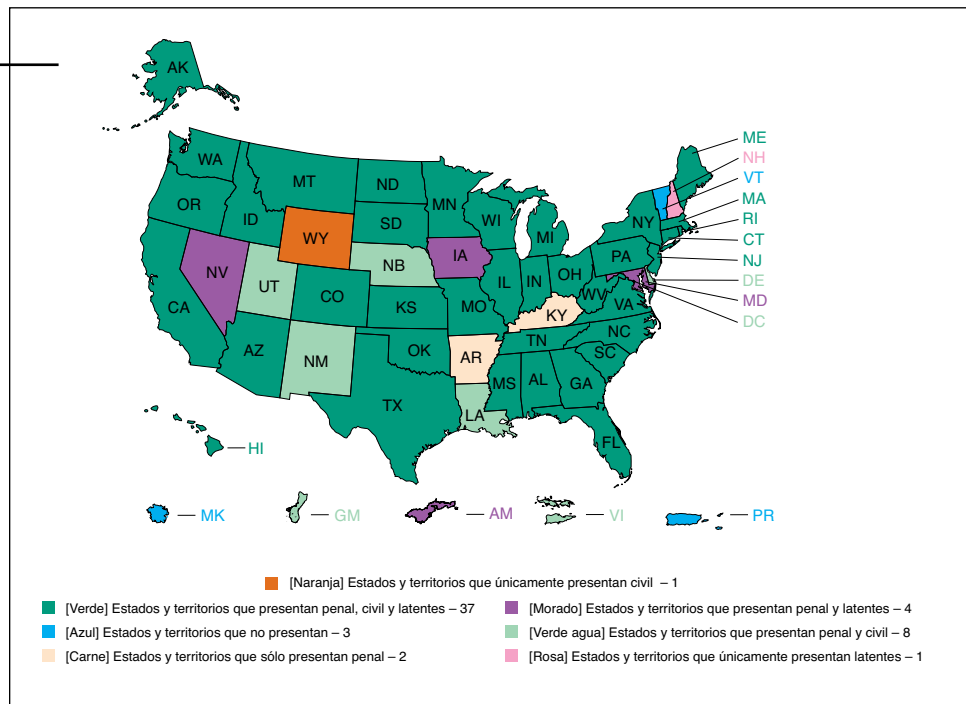 AK
WA
MT
ND
MN
OR
ID
WY
SD
WI
MI
NY
NV
UT
CO
NB
IA
IL
IN
OH
PA
CA
KS
MO
KY
WV
VA
AZ
NM
OK
AR
TN
NC
SC
TX
LA
MS
AL
GA
FL
ME
NH
VT
MA
RI
CT
NJ
DE
MD
DC
HI
MK
GM
AM
VI
PR
[Naranja] Estados y territorios que únicamente presentan civil – 1
[Verde] Estados y territorios que presentan penal, civil y latentes – 37
[Morado] Estados y territorios que presentan penal y latentes – 4
[Azul] Estados y territorios que no presentan – 3
[Verde agua] Estados y territorios que presentan penal y civil – 8
[Carne] Estados y territorios que sólo presentan penal – 2
[Rosa] Estados y territorios que únicamente presentan latentes – 1